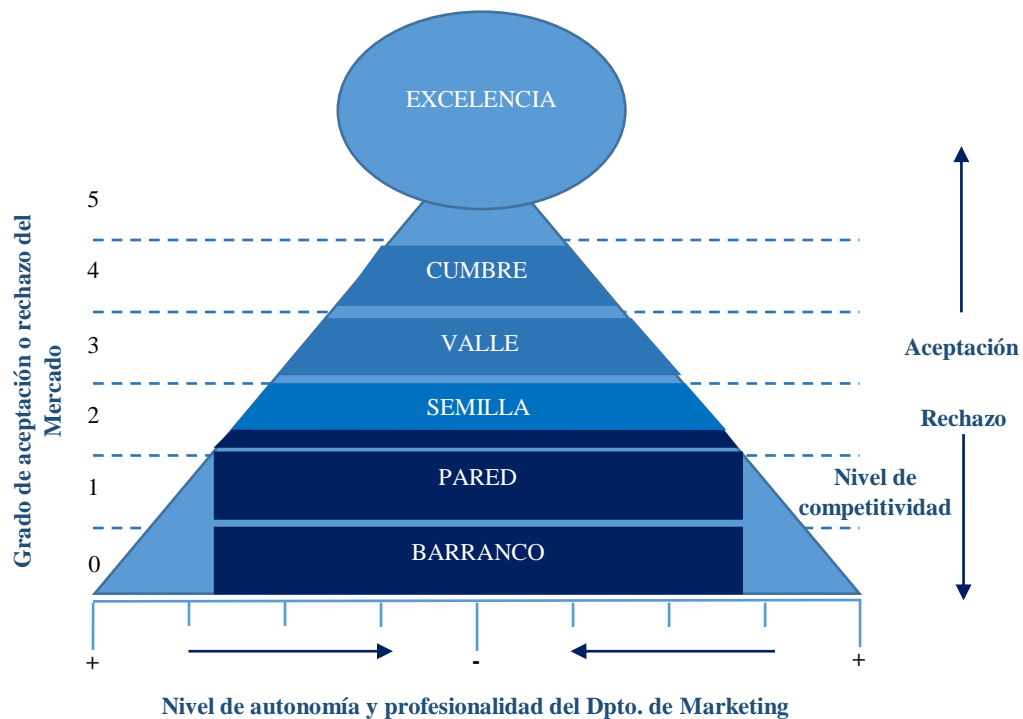 EXCELENCIA
5
Grado de aceptación o rechazo del
Mercado
4
CUMBRE
3
VALLE
Aceptación
2
SEMILLA
Rechazo
1
PARED
Nivel de
competitividad
0
BARRANCO
+
-
+
Nivel de autonomía y profesionalidad del Dpto. de Marketing